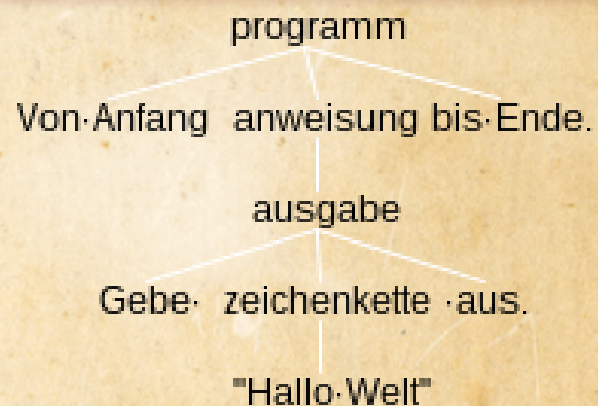 programm
Von·Anfang anweisung bis·Ende.
ausgabe
Gebe· zeichenkette ·aus.
"Hallo·Welt"